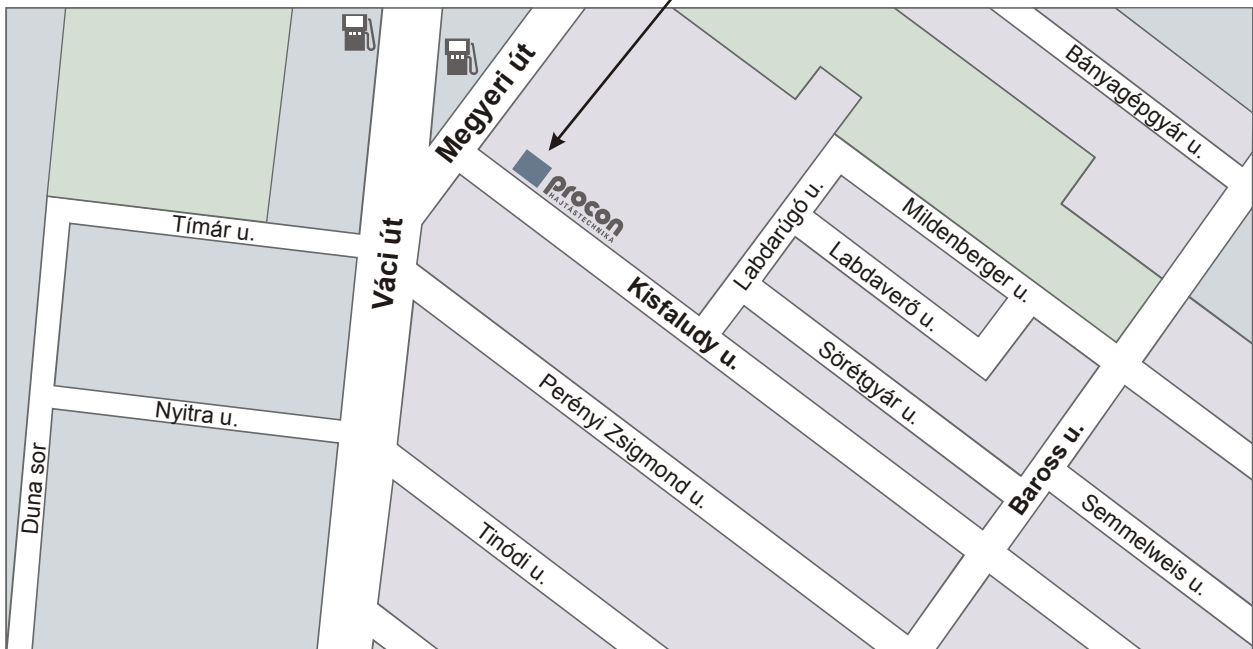 Megyeri út
Bányagépgyár u.
procon
HAJTÁSTECHNIKA
Tímár u.
Váci út
Labdarúgó u.
Mildenberger u.
Labdaverő u.
Kisfaludy u.
Sörétgyár u.
Nyitra u.
Perényi Zsigmond u.
Duna sor
Baross u.
Semmelweis u.
Tinódi u.